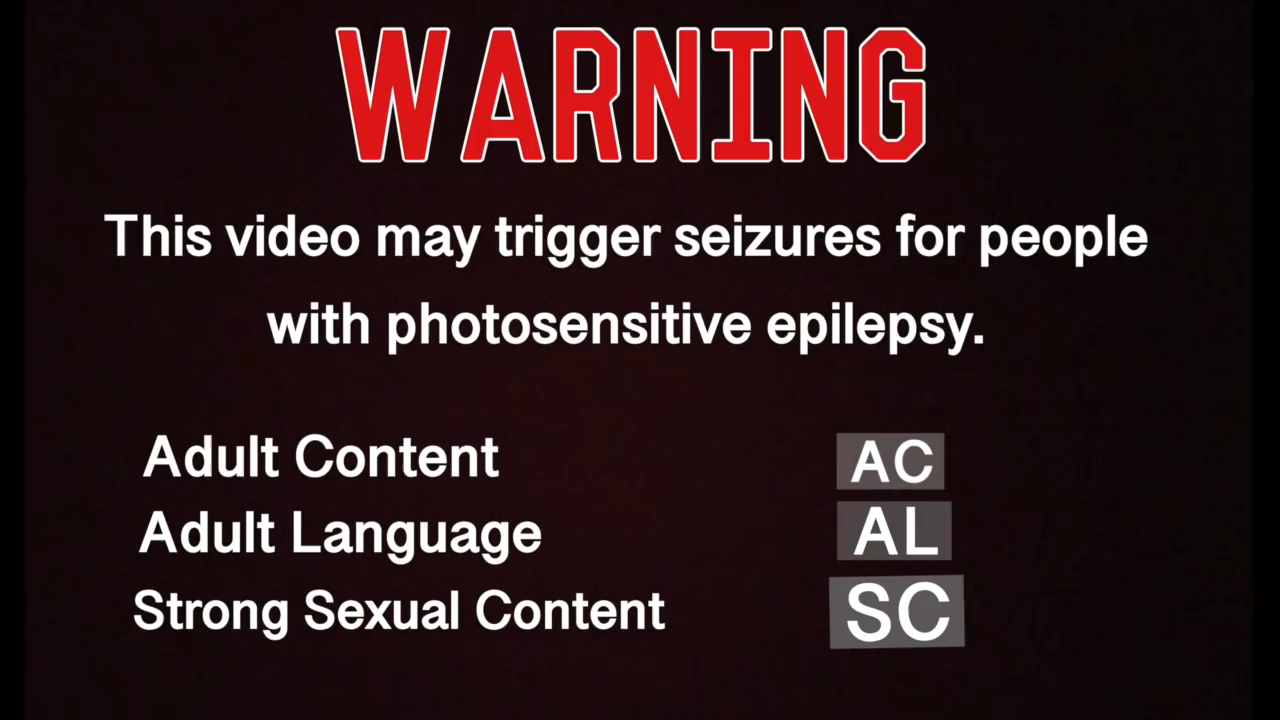 WARNING
This video may trigger seizures for people
with photosensitive epilepsy.
Adult Content AC
Adult Language AL
Strong Sexual Content SC